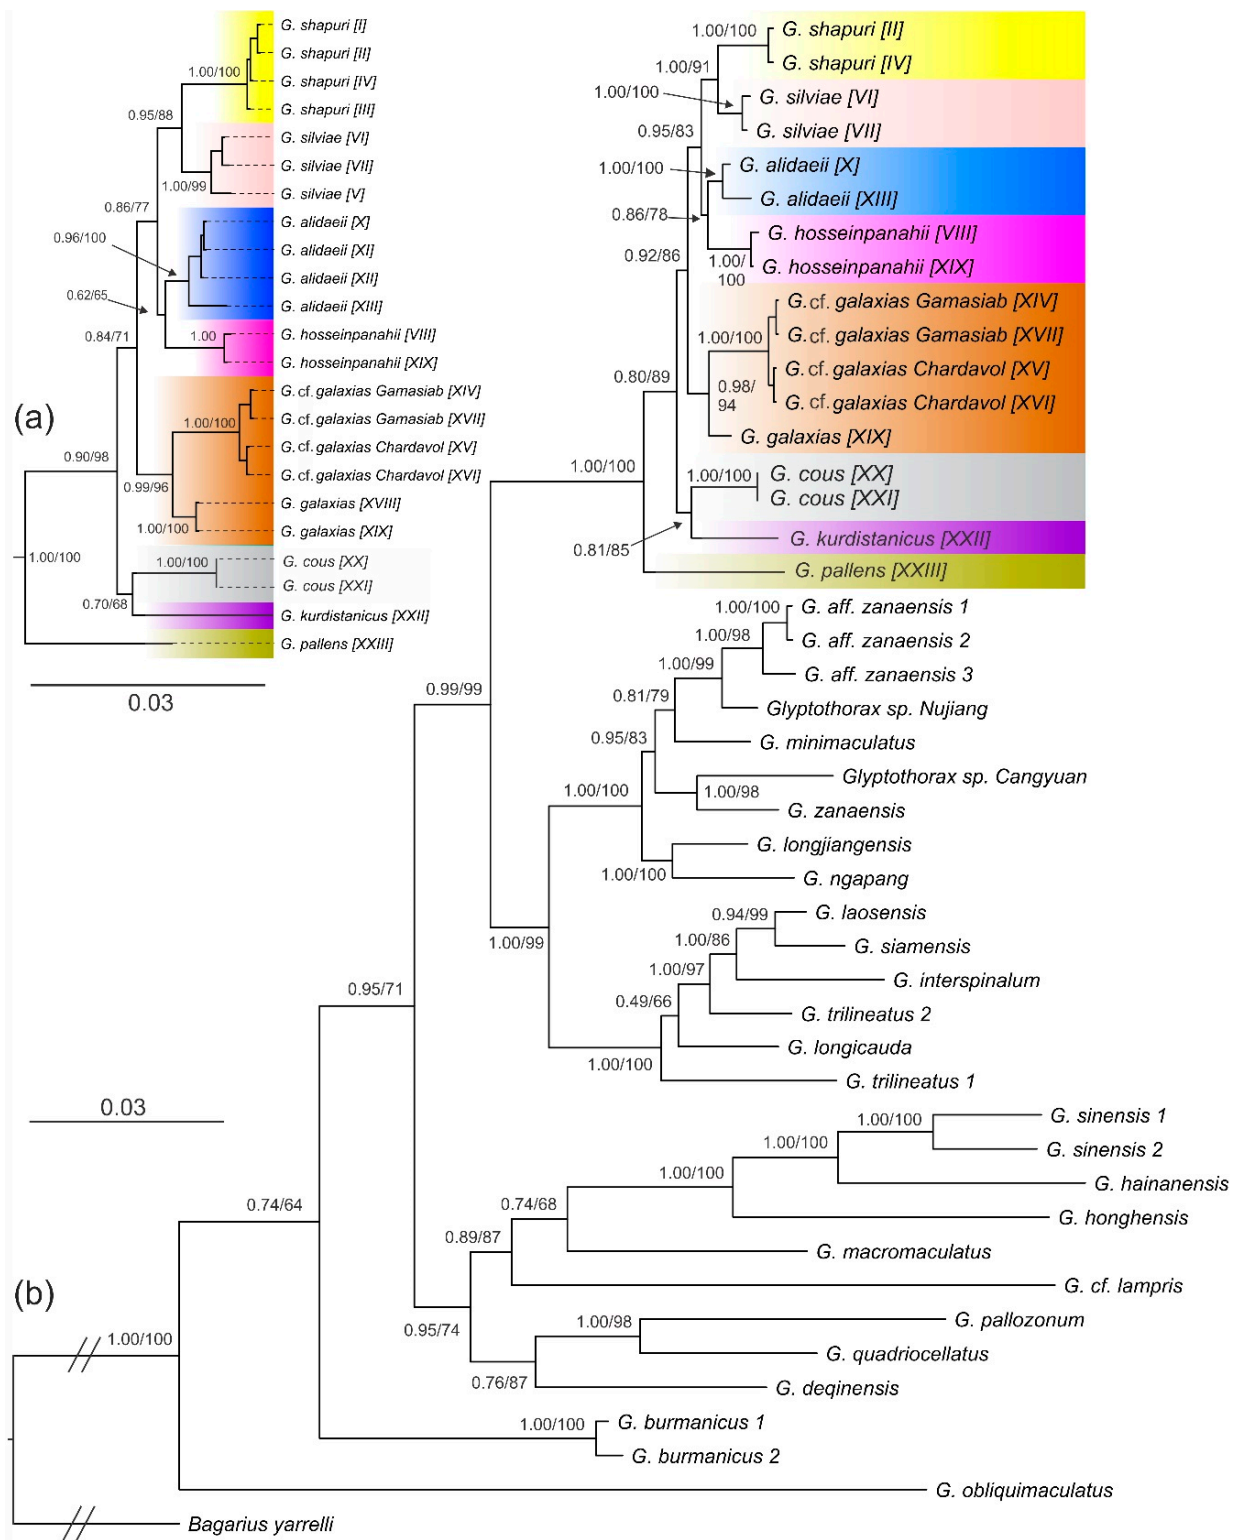 G. shapuri [I]
G. shapuri [II]
1.00/100
G. shapuri [IV]
G. shapuri [III]
0.95/88
G. silviae [VI]
G. silviae [VII]
1.00/99
G. silviae [V]
0.86/77
G. alidaeii [X]
0.96/100
G. alidaeii [XI]
G. alidaeii [XII]
0.62/65
G. alidaeii [XIII]
0.84/71
1.00
G. hosseinpanahii [VIII]
G. hosseinpanahii [XIX]
G.cf. galaxias Gamasiab [XIV]
(a)
1.00/100
G.cf. galaxias Gamasiab [XVII]
G.cf. galaxias Chardavol [XV]
0.90/98
G.cf. galaxias Chardavol [XVI]
0.99/96
G. galaxias [XVIII]
1.00/100
G. galaxias [XIX]
1.00/100
1.00/100
G. cous [XX]
G. cous [XXI]
0.70/68
G. kurdistanicus [XXII]
G. pallens [XXIII]
0.03
1.00/100
G. shapuri [II]
1.00/91
G. shapuri [IV]
1.00/100
G. silviae [VI]
0.95/83
G. silviae [VII]
1.00/100
G. alidaeii [X]
0.86/78
G. alidaeii [XIII]
G. hosseinpanahii [VIII]
0.92/86
1.00/
100
G. hosseinpanahii [XIX]
G.cf. galaxias Gamasiab [XIV]
1.00/100
G.cf. galaxias Gamasiab [XVII]
0.80/89
G.cf. galaxias Chardavol [XV]
0.98/
94
G.cf. galaxias Chardavol [XVI]
G. galaxias [XIX]
1.00/100
1.00/100
G. cous [XX]
G. cous [XXI]
0.81/85
G. kurdistanicus [XXII]
G. pallens [XXIII]
1.00/100
G. aff. zanaensis 1
1.00/98
G. aff. zanaensis 2
1.00/99
G. aff. zanaensis 3
0.99/99
0.81/79
Glyptothorax sp. Nujiang
0.95/83
G. minimaculatus
Glyptothorax sp. Cangyuan
1.00/100
1.00/98
G. zanaensis
G. longjiangensis
1.00/100
G. ngapang
0.94/99
G. laosensis
1.00/99
1.00/86
G. siamensis
1.00/97
G. interspinalum
0.95/71
0.49/66
G. trilineatus 2
G. longicauda
1.00/100
G. trilineatus 1
0.03
1.00/100
G. sinensis 1
1.00/100
G. sinensis 2
1.00/100
G. hainanensis
0.74/64
0.74/68
G. honghensis
0.89/87
G. macromaculatus
(b)
G. cf. lampris
0.95/74
1.00/98
G. pallozonum
1.00/100
G. quadriocellatus
0.76/87
G. deqinensis
1.00/100
G. burmanicus 1
G. burmanicus 2
G. obliquimaculatus
Bagarius yarrelli